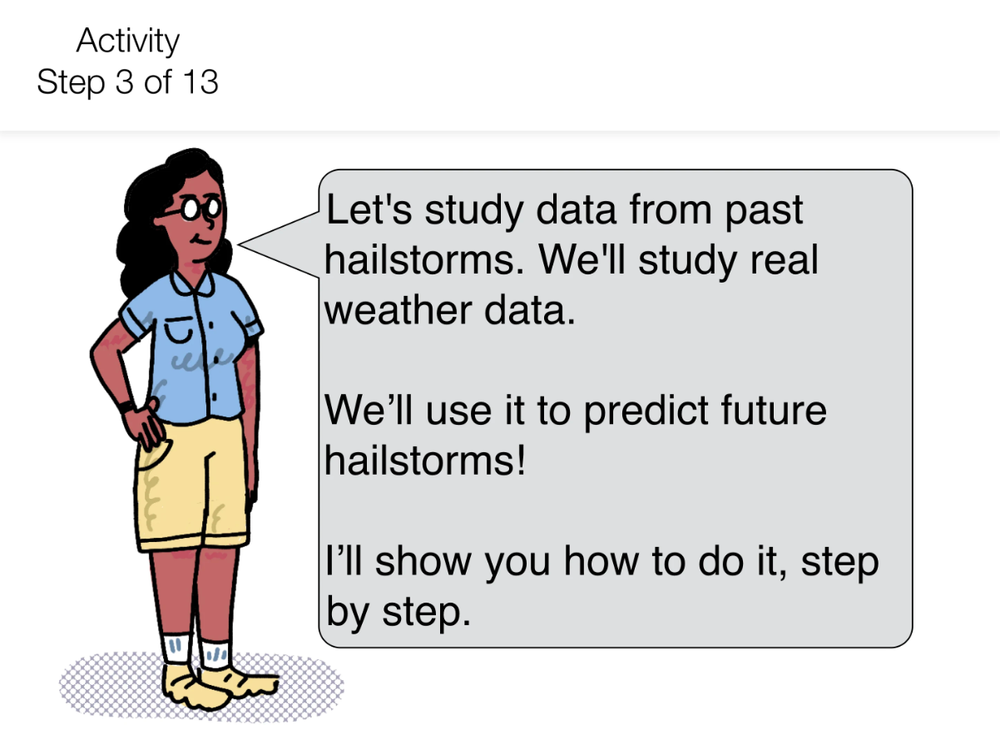 Activity
Step 3 of 13
Let's study data from past
hailstorms. We'll study real
weather data.
We’ll use it to predict future
hailstorms!
I’ll show you how to do it, step
by step.